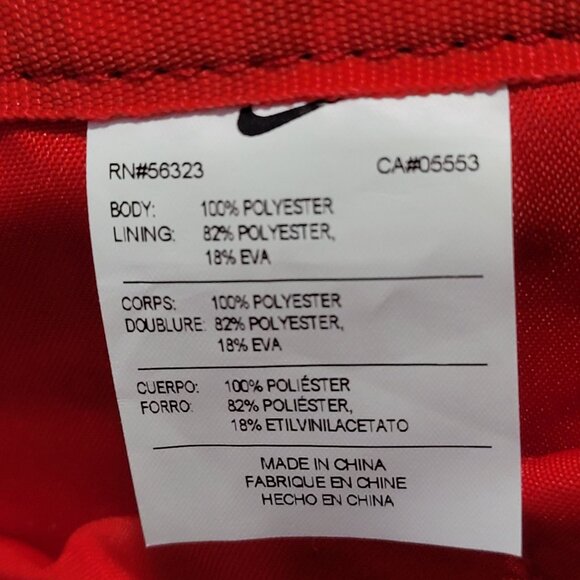 RN#56323 CA#05553
BODY: 100% POLYESTER
LINING: 82% POLYESTER,
18% EVA
CORPS: 100% POLYESTER
DOUBLURE: 82% POLYESTER,
18% EVA
CUERPO: 100% POLIÉSTER
FORRO: 82% POLIÉSTER,
18% ETILVINILACETATO
MADE IN CHINA
FABRIQUE EN CHINE
HECHO EN CHINA